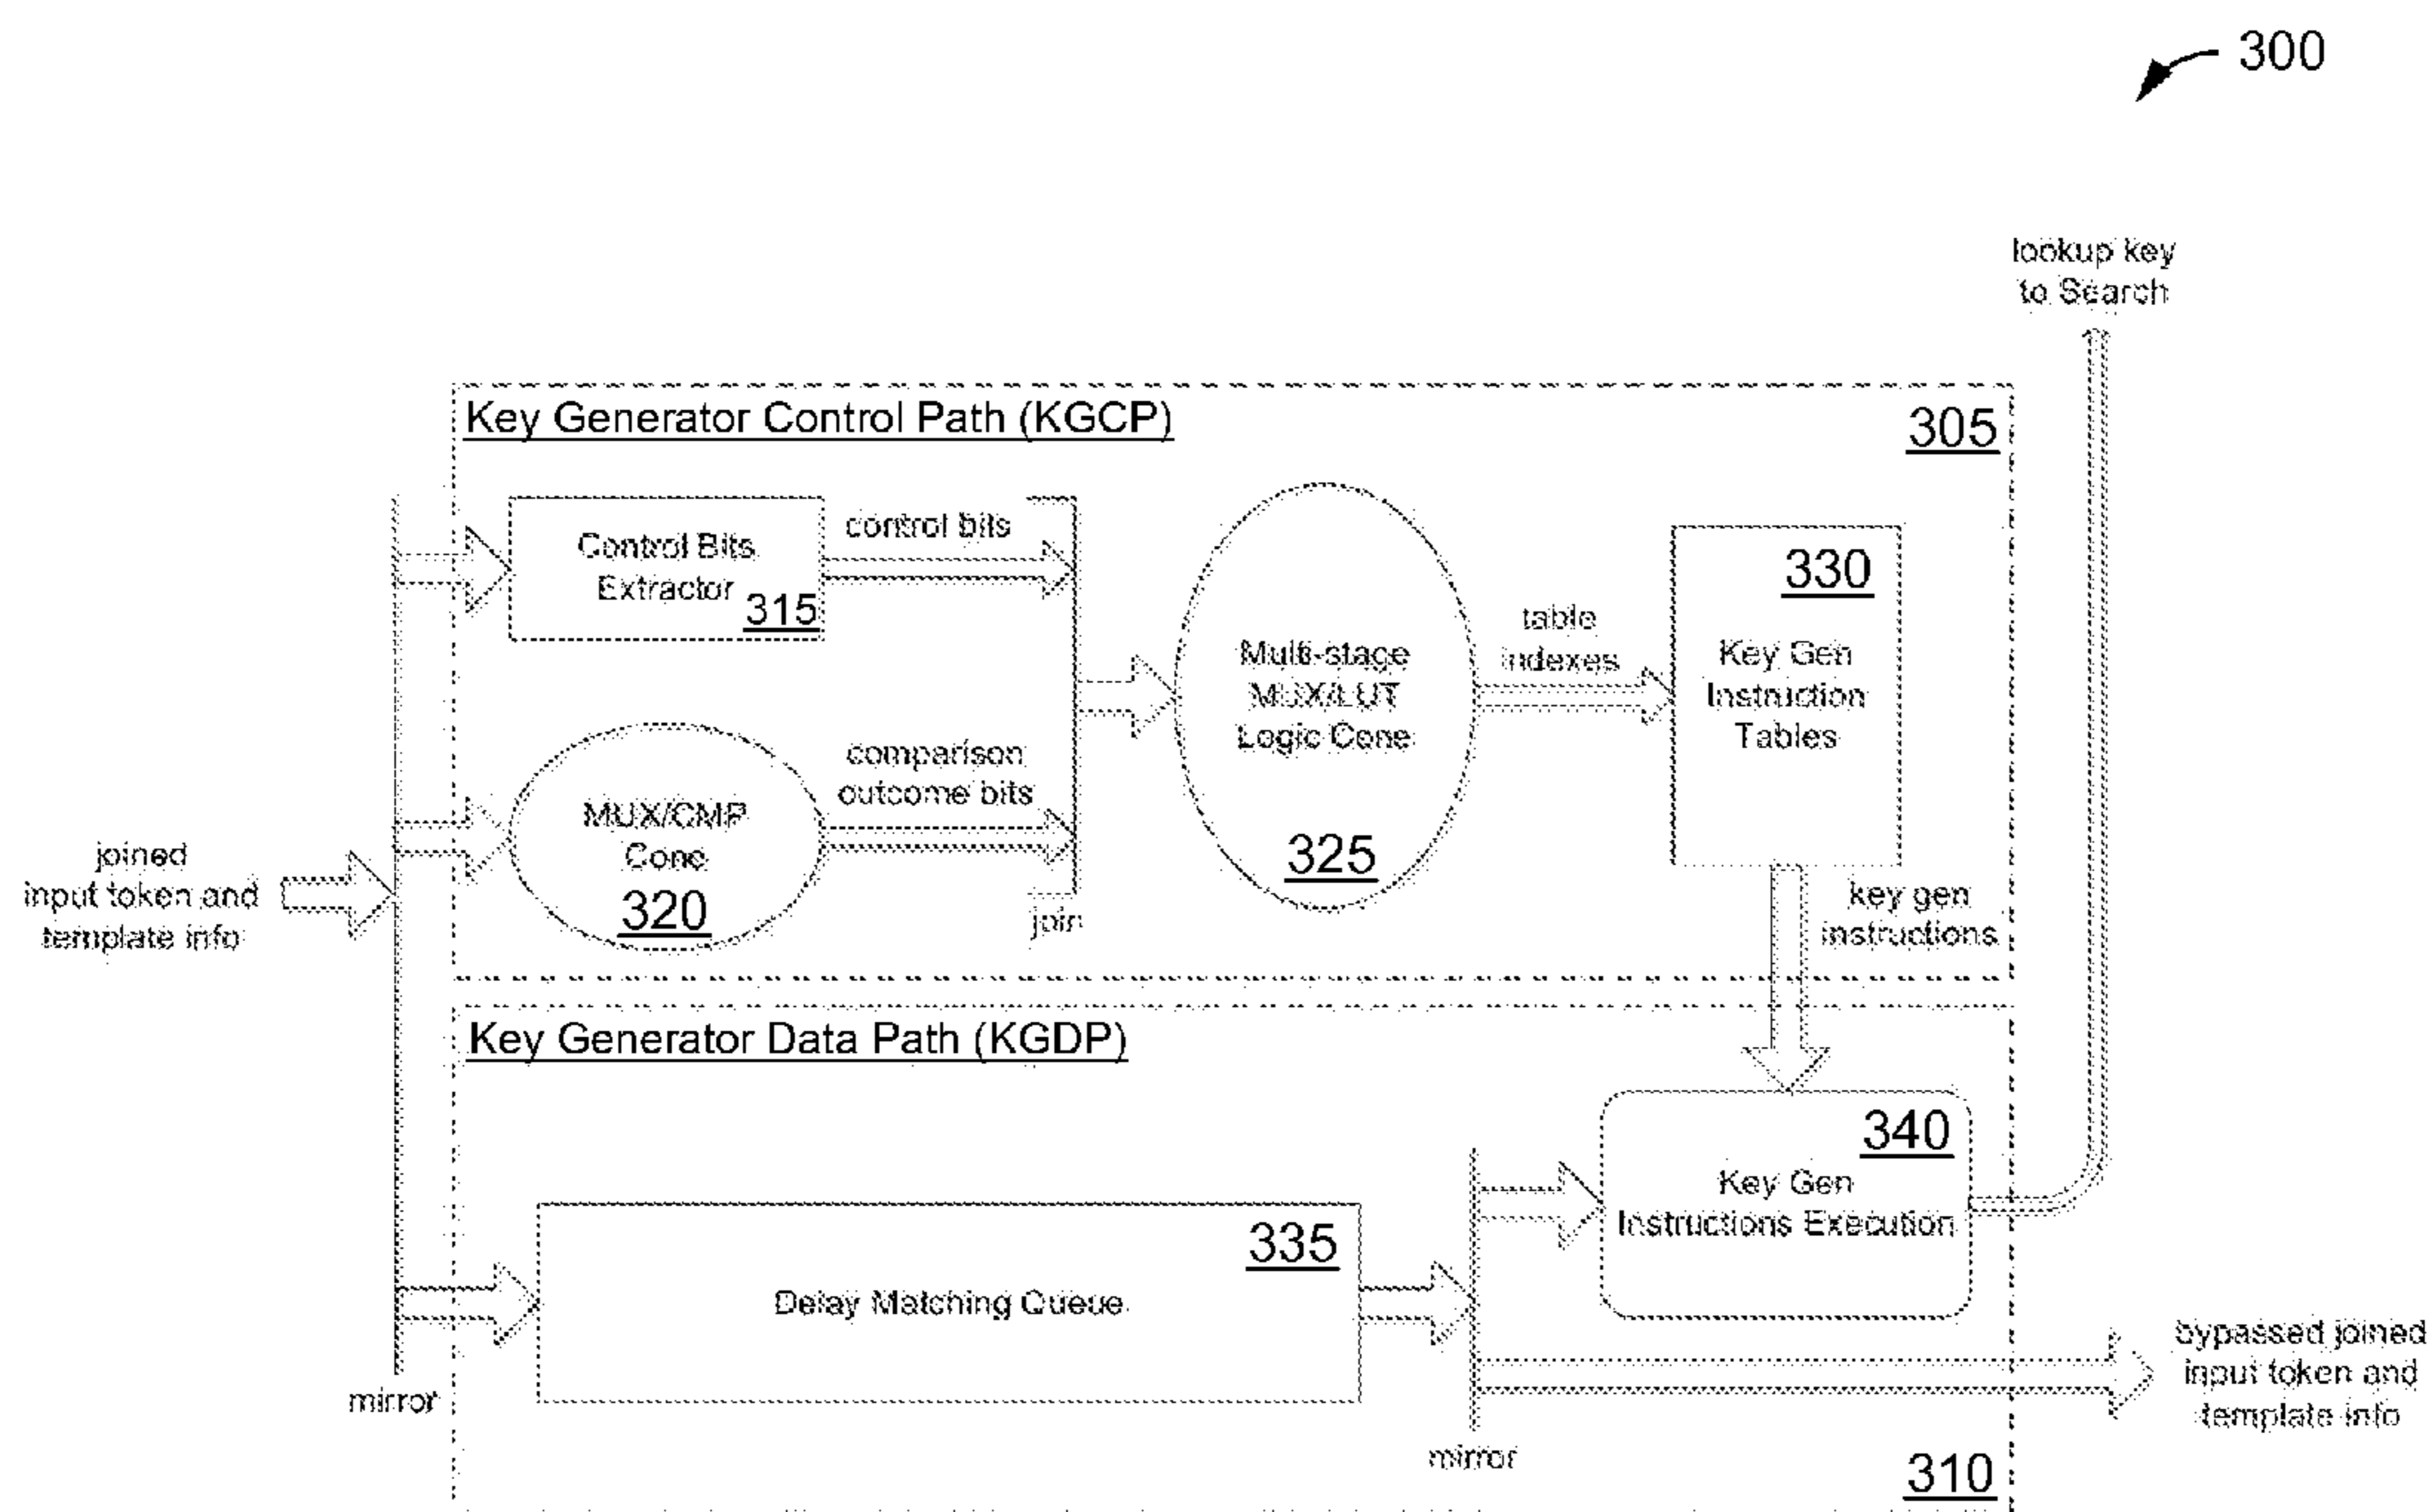 300
lookup key
to Search
Key Generator Control Path (KGCP)
305
Control Bits
Extractor
315
control bits
MUX/CMP
Cone
320
comparison
outcome bits
join
Multi-stage
MUX/LUT
Logic Cone
325
table
indexes
330
Key Gen
Instruction
Tables
key gen
instructions
joined
input token and
template info
mirror
Key Generator Data Path (KGDP)
335
Delay Matching Queue
mirror
340
Key Gen
Instructions Execution
bypassed joined
input token and
template info
310